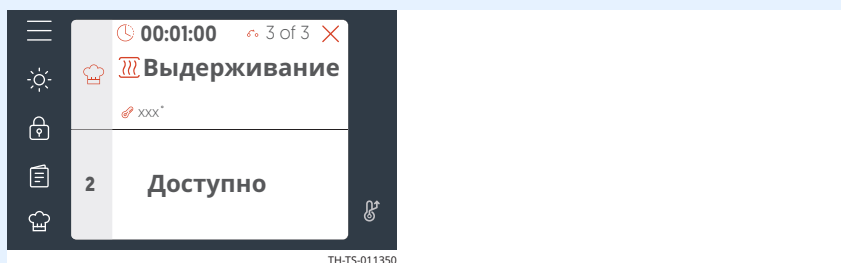 00:01:00 3 of 3
Выдерживание
xxx°
2 Доступно
TH-TS-011350